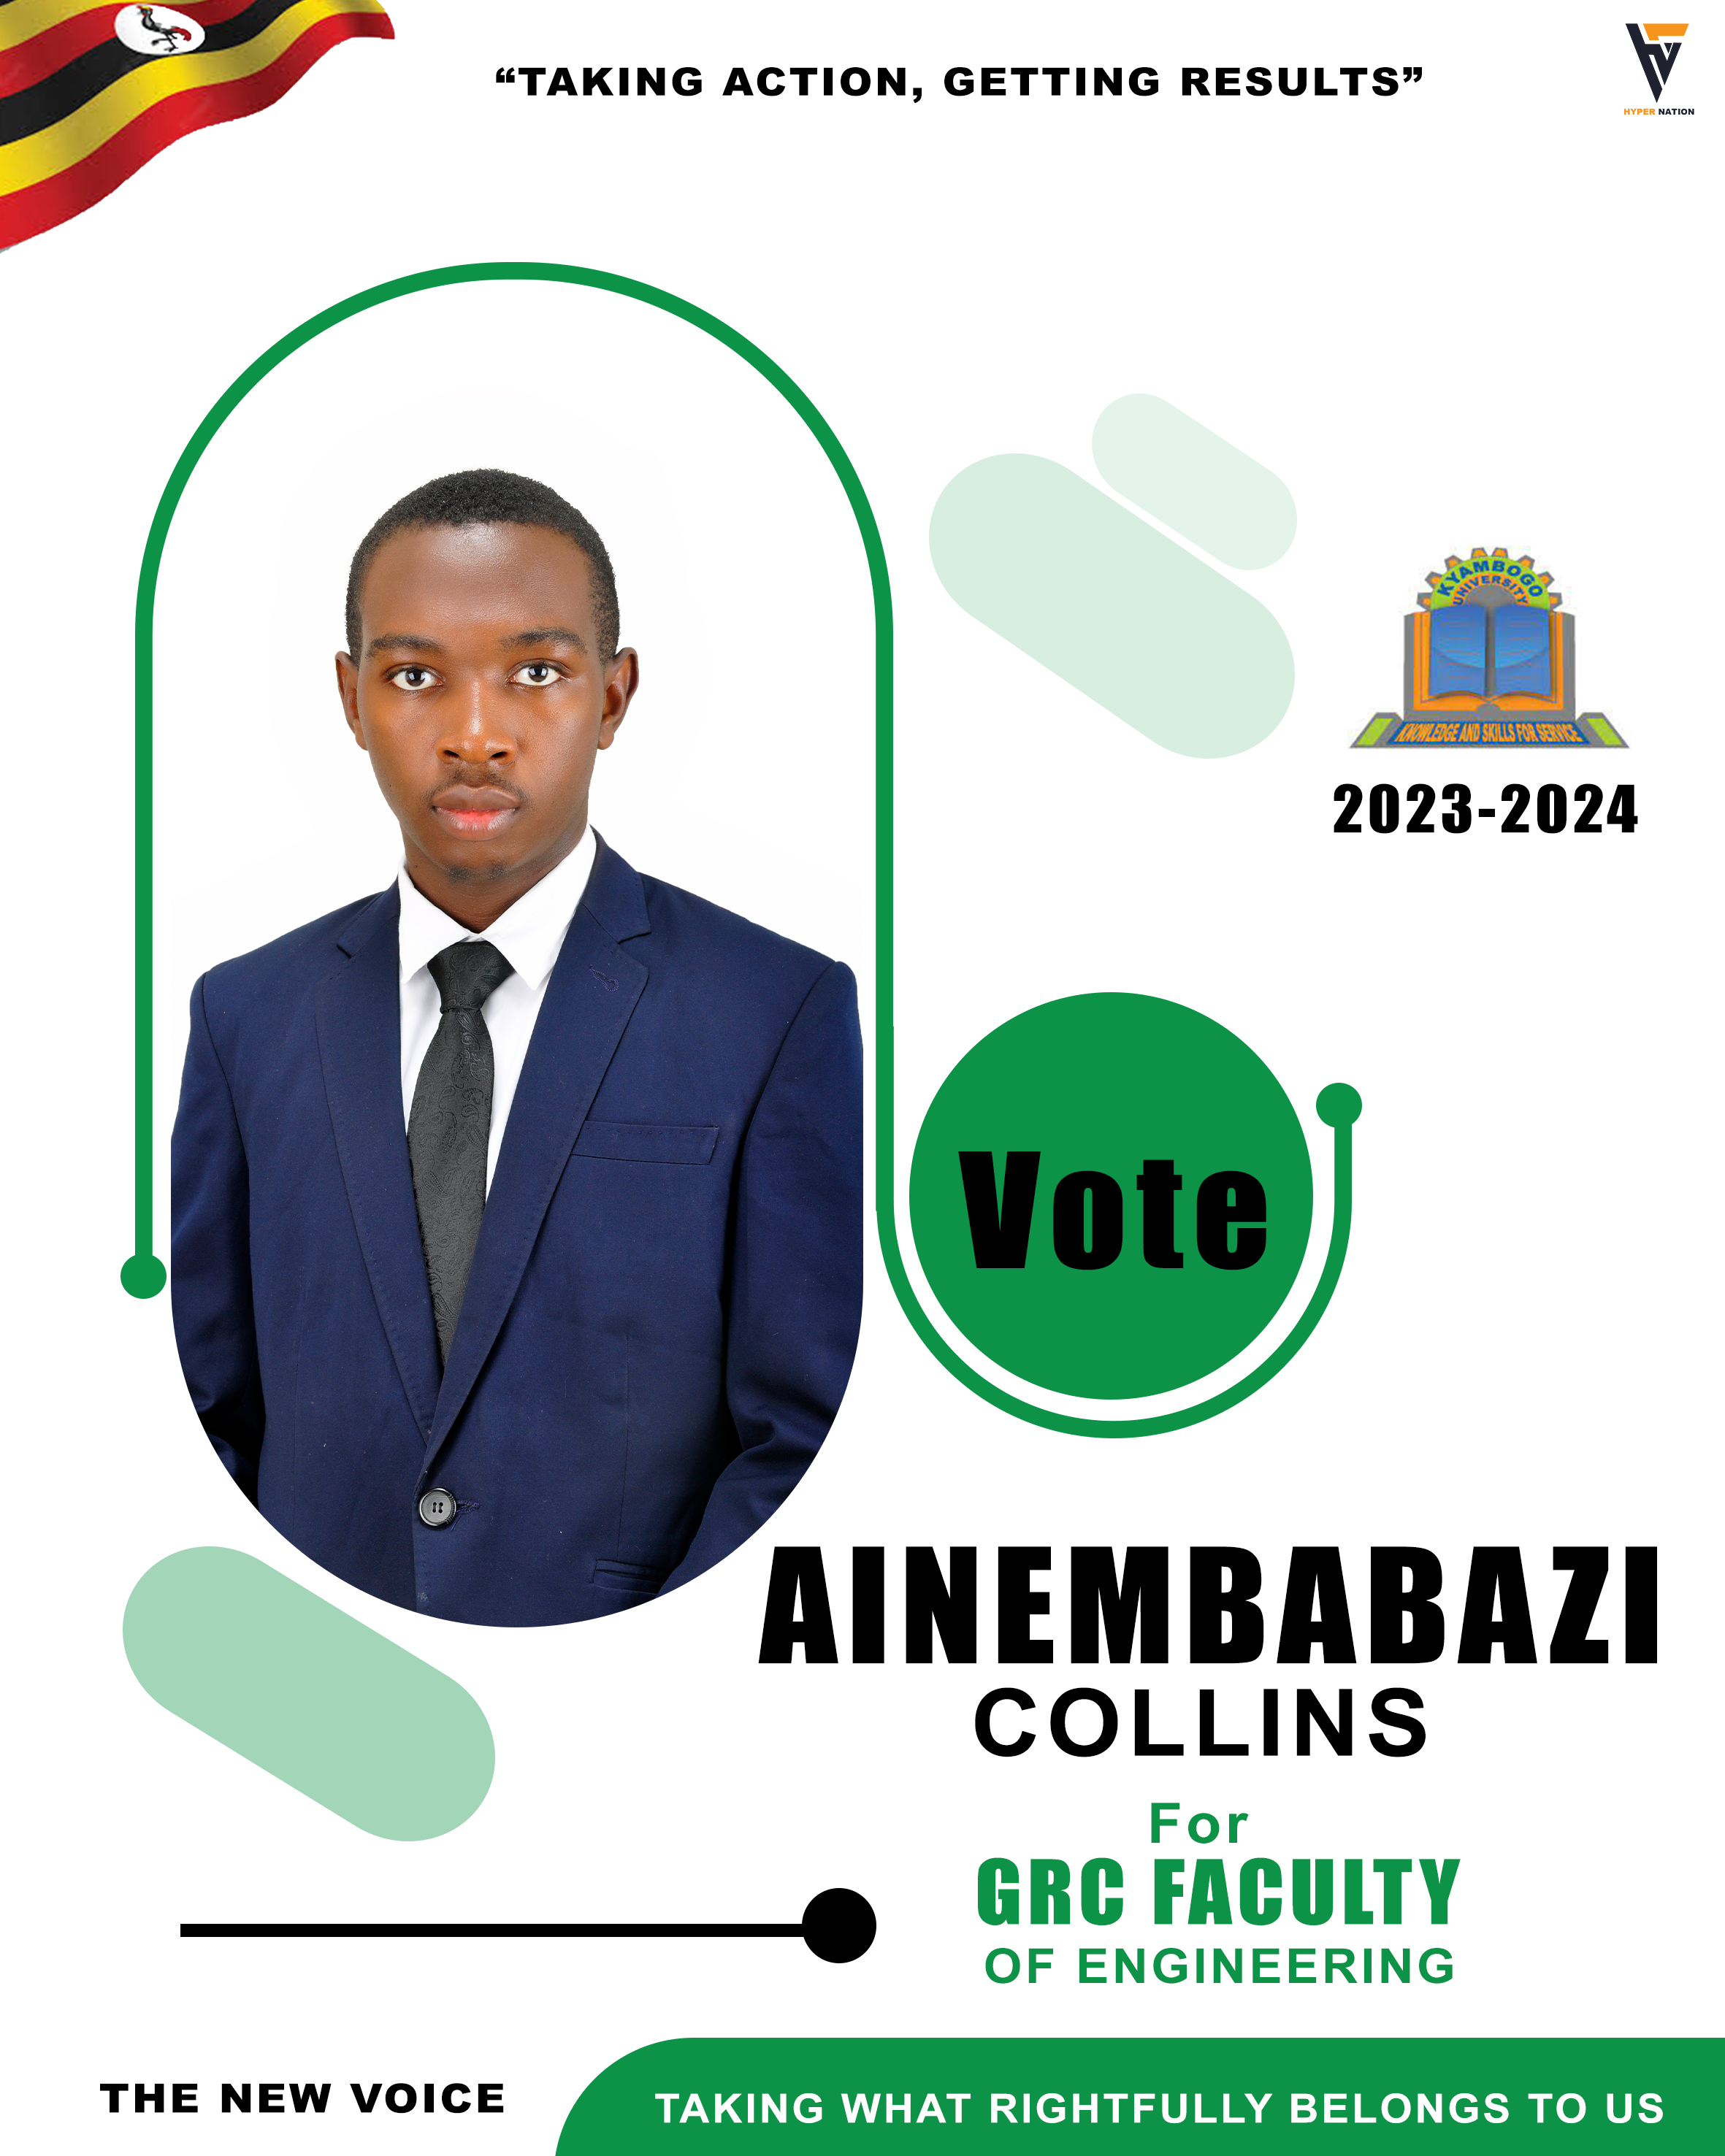 “TAKING ACTION, GETTING RESULTS”
HYPER NATION
KYAMBOGO
UNIVERSITY
KNOWLEDGE AND SKILLS FOR SERVICE
2023-2024
Vote
AINEMBABAZI
COLLINS
For
GRC FACULTY
OF ENGINEERING
THE NEW VOICE
TAKING WHAT RIGHTFULLY BELONGS TO US